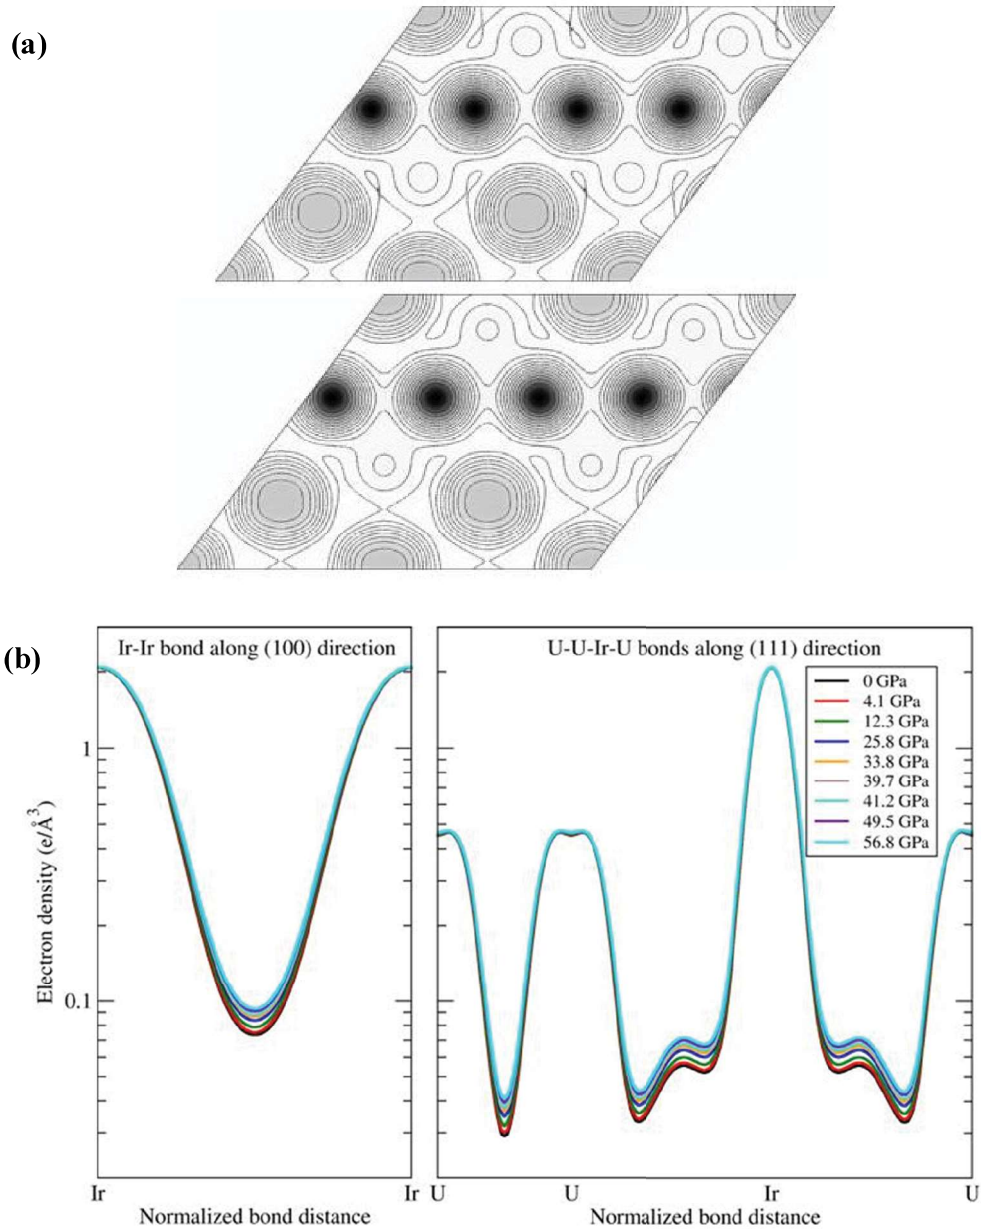 (a)
(b)
Ir-Ir bond along (100) direction
U-U-Ir-U bonds along (111) direction
0 GPa
4.1 GPa
12.3 GPa
25.8 GPa
33.8 GPa
39.7 GPa
41.2 GPa
49.5 GPa
56.8 GPa
Electron density (e/Å³)
1
0.1
Ir Ir U U Ir U
Normalized bond distance Normalized bond distance